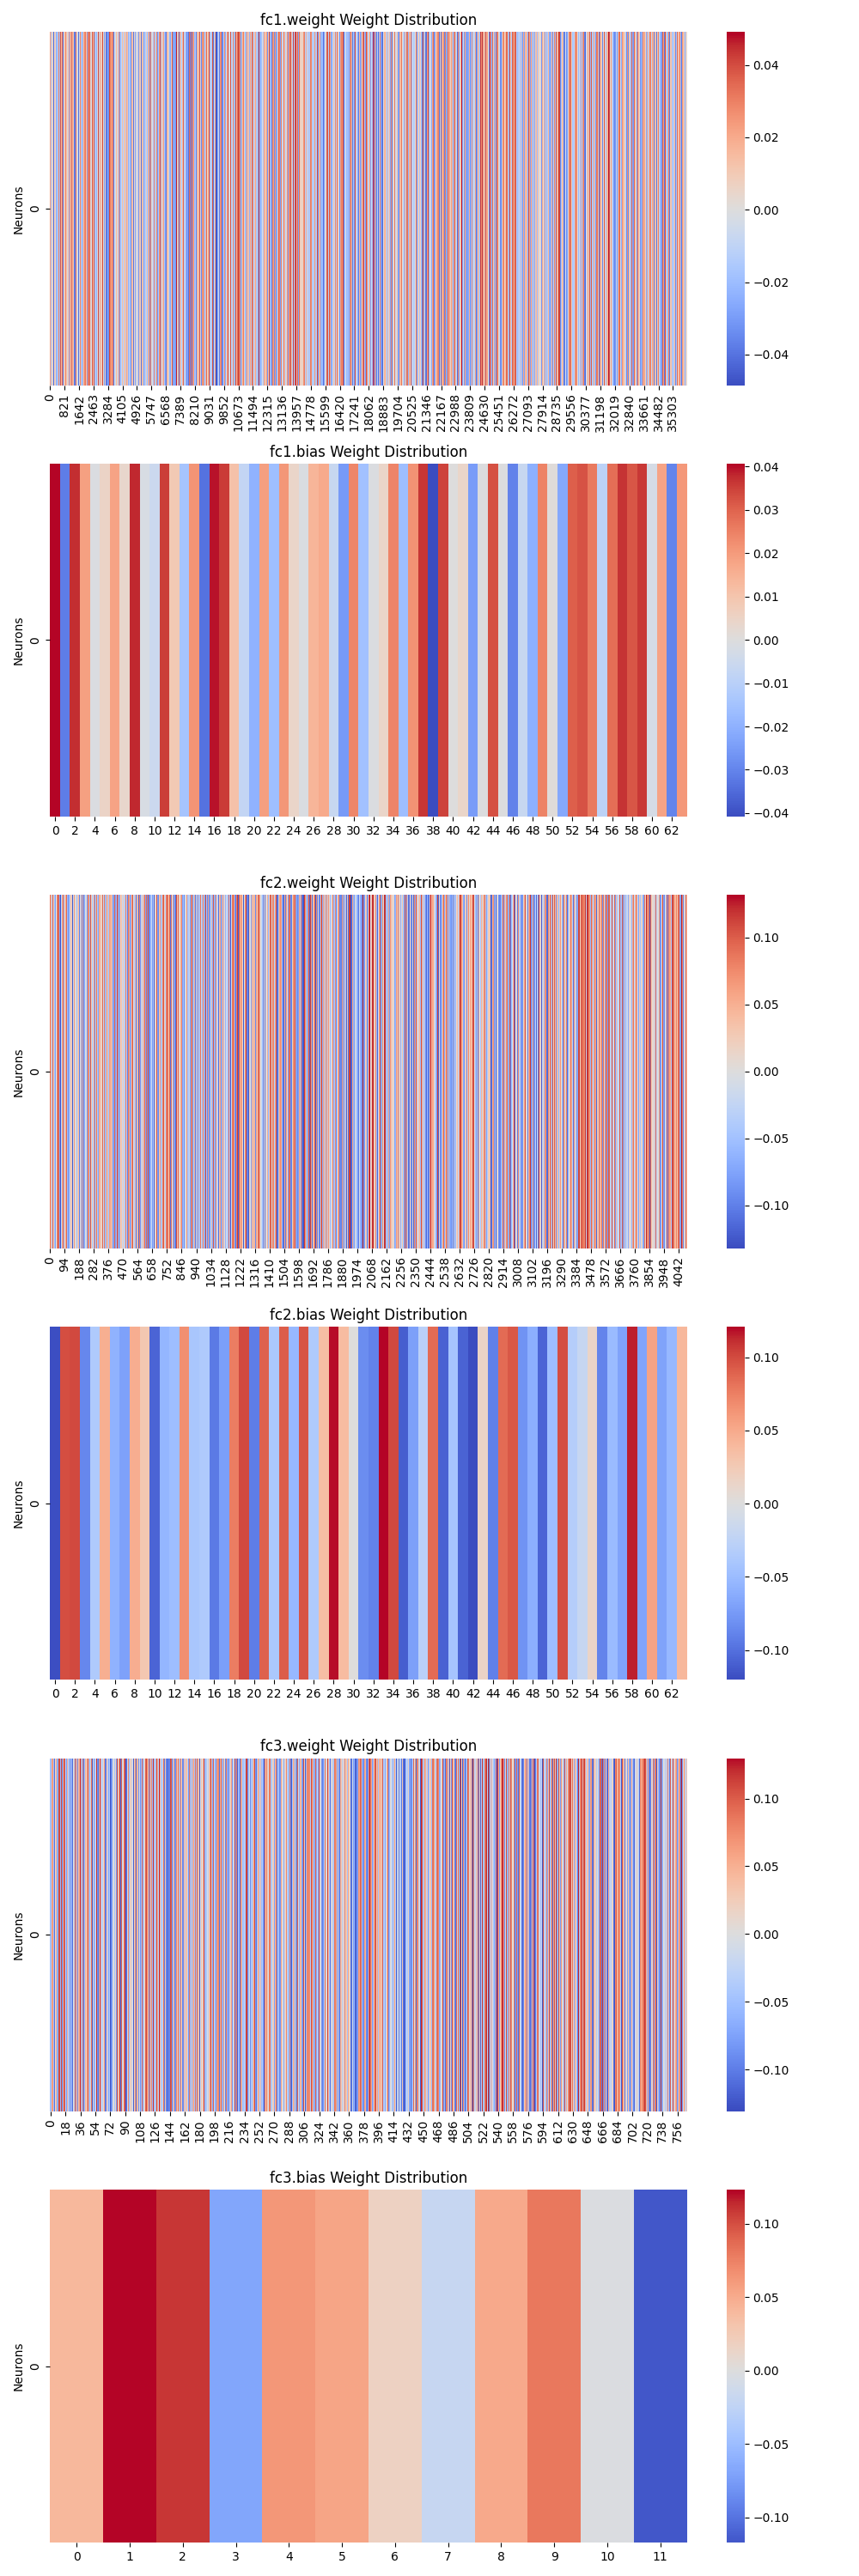 fc1.weight Weight Distribution
Neurons
0
0 821 1642 2463 3284 4105 4926 5747 6568 7389 8210 9031 9852 10673 11494 12315 13136 13957 14778 15599 16420 17241 18062 18883 19704 20525 21346 22167 22988 23809 24630 25451 26272 27093 27914 28735 29556 30377 31198 32019 32840 33661 34482 35303
0.04
0.02
0.00
−0.02
−0.04
fc1.bias Weight Distribution
Neurons
0
0 2 4 6 8 10 12 14 16 18 20 22 24 26 28 30 32 34 36 38 40 42 44 46 48 50 52 54 56 58 60 62
0.04
0.03
0.02
0.01
0.00
−0.01
−0.02
−0.03
−0.04
fc2.weight Weight Distribution
Neurons
0
0 94 188 282 376 470 564 658 752 846 940 1034 1128 1222 1316 1410 1504 1598 1692 1786 1880 1974 2068 2162 2256 2350 2444 2538 2632 2726 2820 2914 3008 3102 3196 3290 3384 3478 3572 3666 3760 3854 3948 4042
0.10
0.05
0.00
−0.05
−0.10
fc2.bias Weight Distribution
Neurons
0
0 2 4 6 8 10 12 14 16 18 20 22 24 26 28 30 32 34 36 38 40 42 44 46 48 50 52 54 56 58 60 62
0.10
0.05
0.00
−0.05
−0.10
fc3.weight Weight Distribution
Neurons
0
0 18 36 54 72 90 108 126 144 162 180 198 216 234 252 270 288 306 324 342 360 378 396 414 432 450 468 486 504 522 540 558 576 594 612 630 648 666 684 702 720 738 756
0.10
0.05
0.00
−0.05
−0.10
fc3.bias Weight Distribution
Neurons
0
0 1 2 3 4 5 6 7 8 9 10 11
0.10
0.05
0.00
−0.05
−0.10